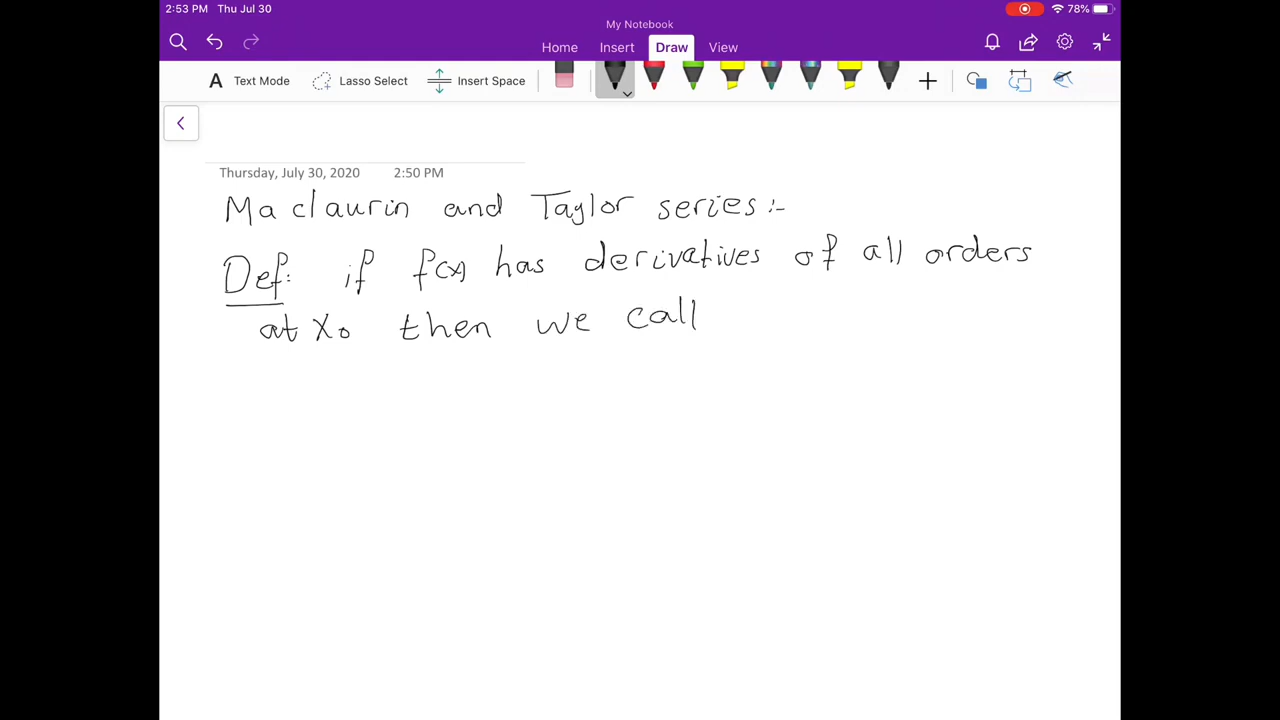 2:53 PM Thu Jul 30 78%
My Notebook
Home Insert Draw View
A Text Mode Lasso Select Insert Space
Thursday, July 30, 2020 2:50 PM
Maclaurin and Taylor series :-
Def: if f(x) has derivatives of all orders
at x₀ then we call